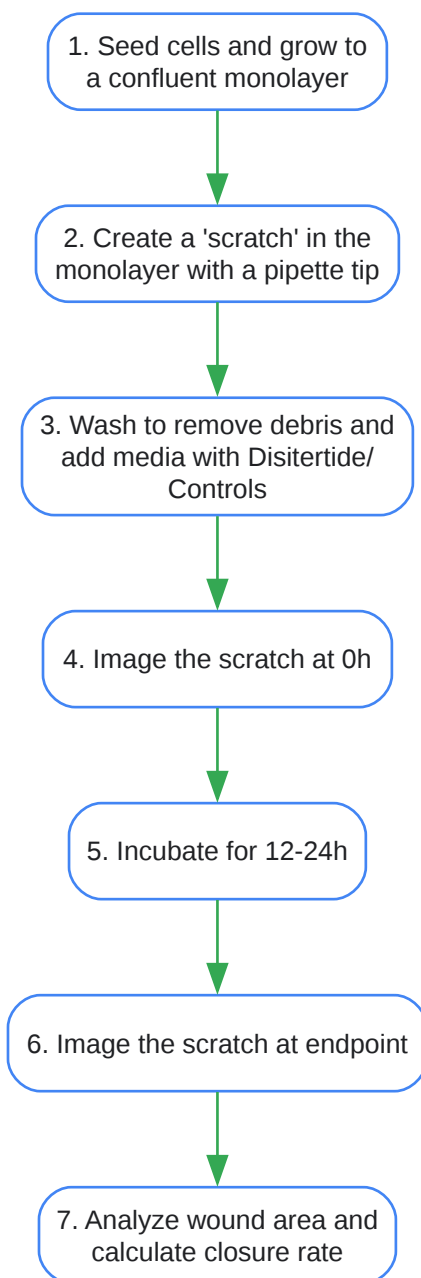 1. Seed cells and grow to
a confluent monolayer
2. Create a 'scratch' in the
monolayer with a pipette tip
3. Wash to remove debris and
add media with Disitertide/
Controls
4. Image the scratch at 0h
5. Incubate for 12-24h
6. Image the scratch at endpoint
7. Analyze wound area and
calculate closure rate